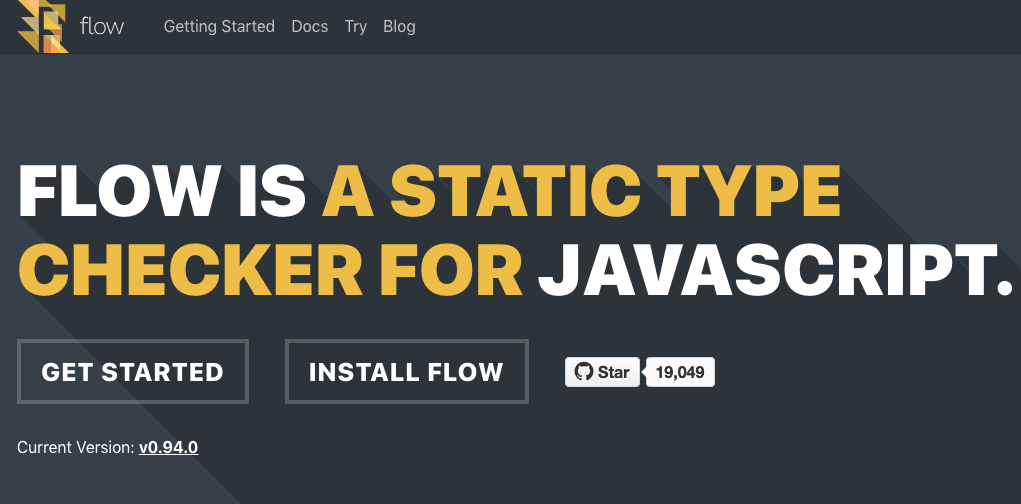 flow Getting Started Docs Try Blog
FLOW IS A STATIC TYPE
CHECKER FOR JAVASCRIPT.
GET STARTED INSTALL FLOW Star 19,049
Current Version: v0.94.0